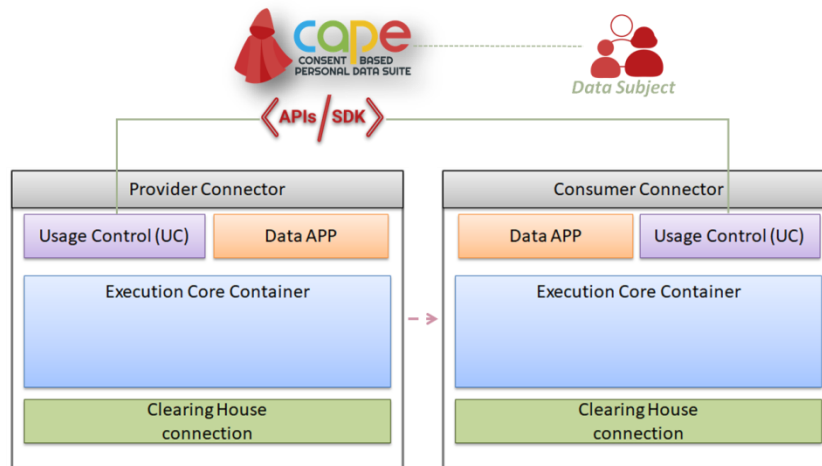 cape
CONSENT BASED
PERSONAL DATA SUITE
Data Subject
APIs/SDK
Provider Connector
Consumer Connector
Usage Control (UC)
Data APP
Data APP
Usage Control (UC)
Execution Core Container
Execution Core Container
Clearing House
connection
Clearing House
connection